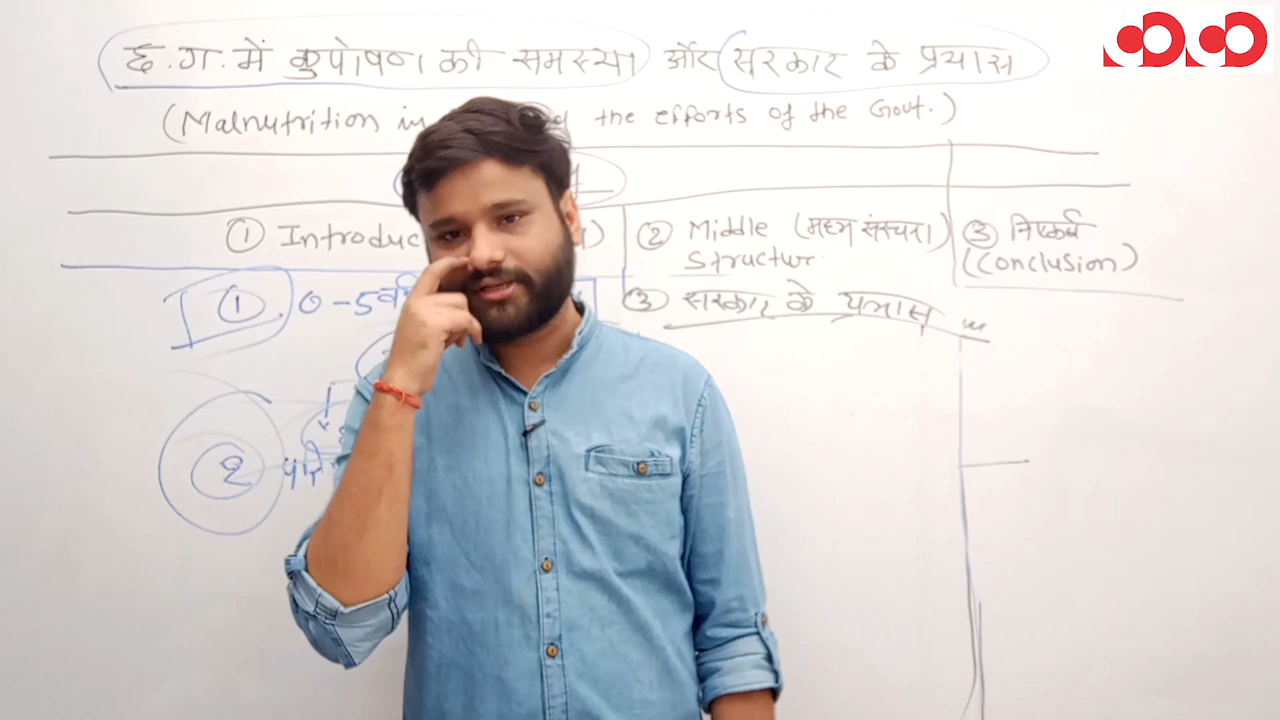 छ.ग. में कुपोषण की समस्या और सरकार के प्रयास
(Malnutrition in the efforts of the Govt.)
① Introduc
② Middle (मध्य संरचना)
Structur
③ निष्कर्ष
(Conclusion)
① 0-5
③ सरकार के प्रयास ...
2